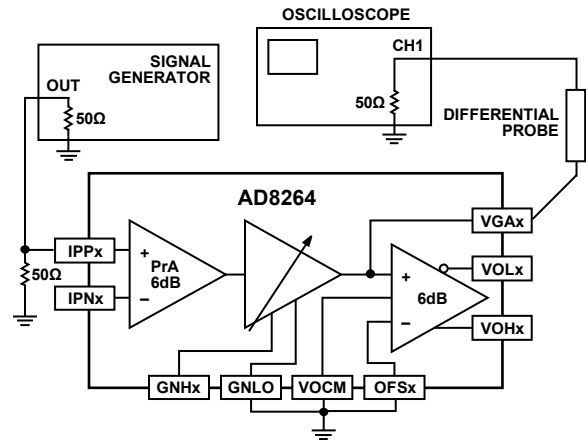 OSCILLOSCOPE
CH1
50Ω
SIGNAL
GENERATOR
OUT
50Ω
DIFFERENTIAL
PROBE
AD8264
IPPx
IPNx
50Ω
+
PrA
6dB
−
+
6dB
−
VGAx
VOLx
VOHx
GNHx
GNLO
VOCM
OFSx